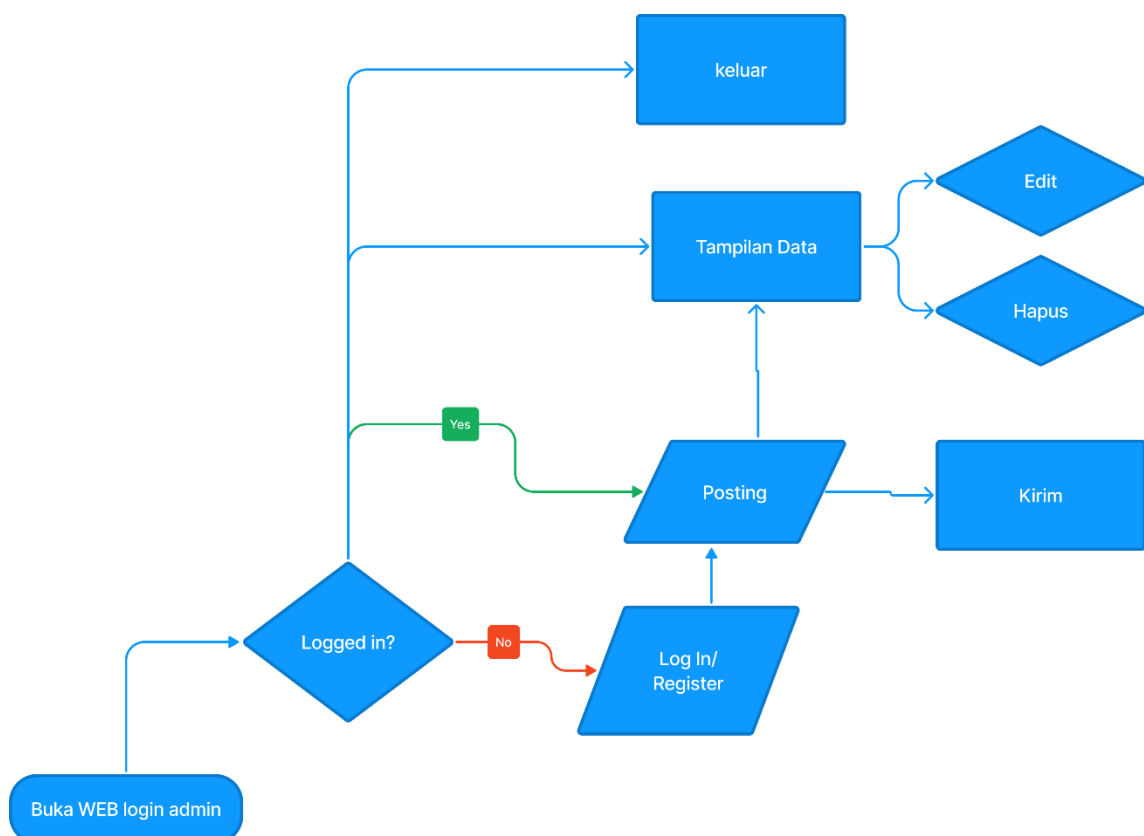 keluar
Edit
Tampilan Data
Hapus
Yes
Posting
Kirim
Logged in?
No
Log In/
Register
Buka WEB login admin